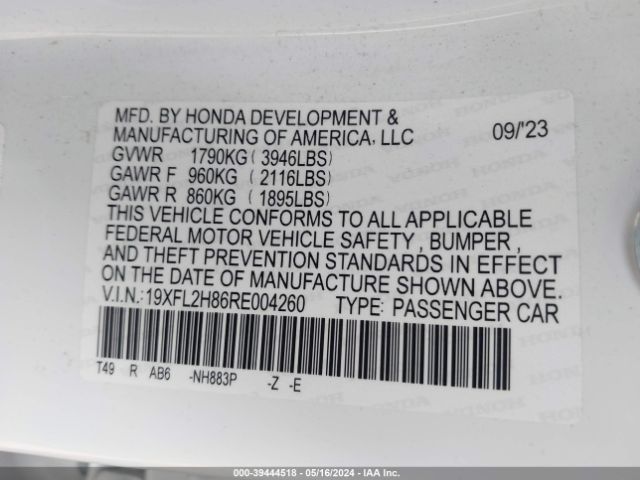 MFD. BY HONDA DEVELOPMENT &
MANUFACTURING OF AMERICA, LLC 09/'23
GVWR 1790KG ( 3946LBS)
GAWR F 960KG ( 2116LBS)
GAWR R 860KG ( 1895LBS)
THIS VEHICLE CONFORMS TO ALL APPLICABLE
FEDERAL MOTOR VEHICLE SAFETY , BUMPER ,
AND THEFT PREVENTION STANDARDS IN EFFECT
ON THE DATE OF MANUFACTURE SHOWN ABOVE.
V.I.N.:19XFL2H86RE004260 TYPE: PASSENGER CAR
T49 R AB6 -NH883P -Z -E
000-39444518 - 05/16/2024 - IAA Inc.